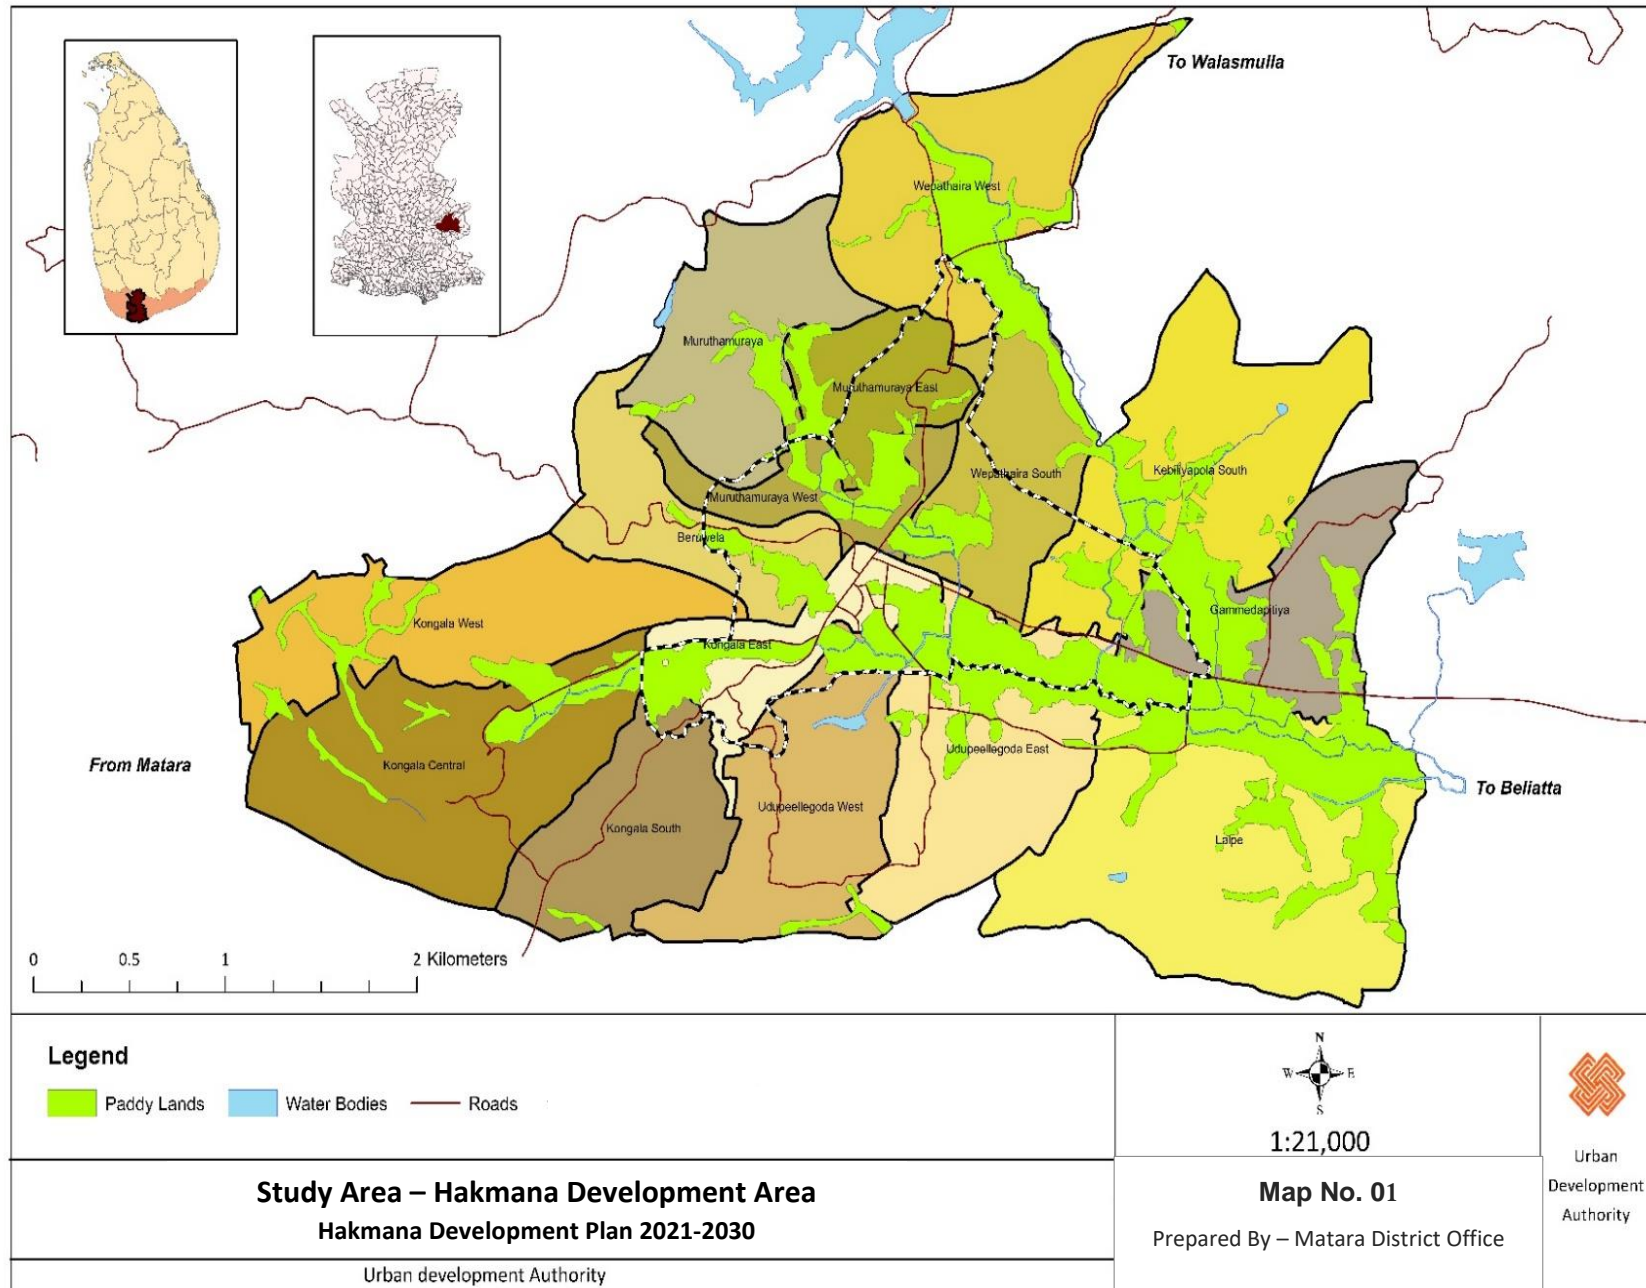 To Walasmulla
Wepathaira West
Muruthamuraya
Muruthamuraya East
Wepathaira South
Kebiliyapola South
Muruthamuraya West
Beruwela
Gammedapitiya
Kongala West
Kongala East
Udupeellegoda East
From Matara
Kongala Central
To Beliatta
Udupeellegoda West
Kongala South
Lalpe
0 0.5 1 2 Kilometers
Legend
Paddy Lands Water Bodies Roads
N
W E
S
1:21,000
Urban
Development
Authority
Study Area – Hakmana Development Area
Hakmana Development Plan 2021-2030
Map No. 01
Prepared By – Matara District Office
Urban development Authority